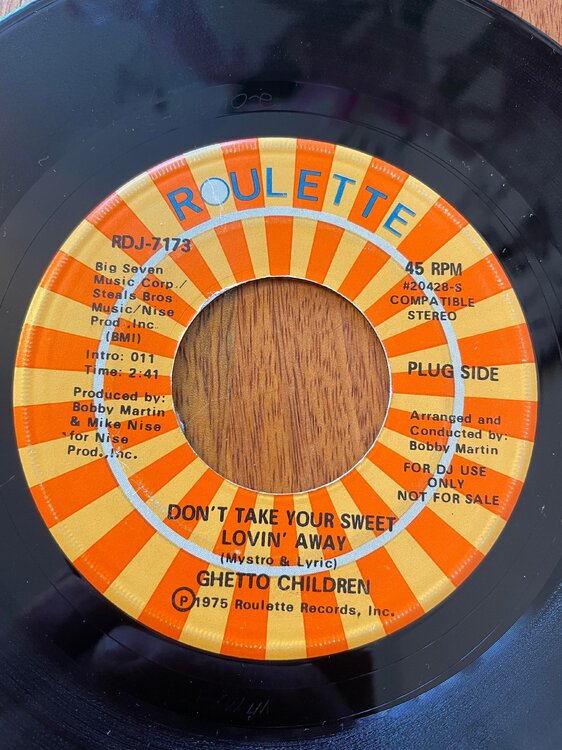 ROULETTE
RDJ-7173
Big Seven
Music Corp./
Steals Bros
Music/Nise
Prod.,Inc.
(BMI)
Intro: 011
Time: 2:41
Produced by:
Bobby Martin
& Mike Nise
for Nise
Prod.,Inc.
45 RPM
#20428-S
COMPATIBLE
STEREO
PLUG SIDE
Arranged and
Conducted by:
Bobby Martin
FOR DJ USE
ONLY
NOT FOR SALE
DON'T TAKE YOUR SWEET
LOVIN' AWAY
(Mystro & Lyric)
GHETTO CHILDREN
Ⓟ1975 Roulette Records, Inc.